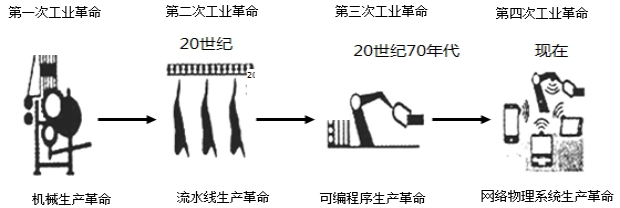 第一次工业革命
第二次工业革命
第三次工业革命
第四次工业革命
20世纪
20世纪70年代
现在
20
机械生产革命
流水线生产革命
可编程序生产革命
网络物理系统生产革命